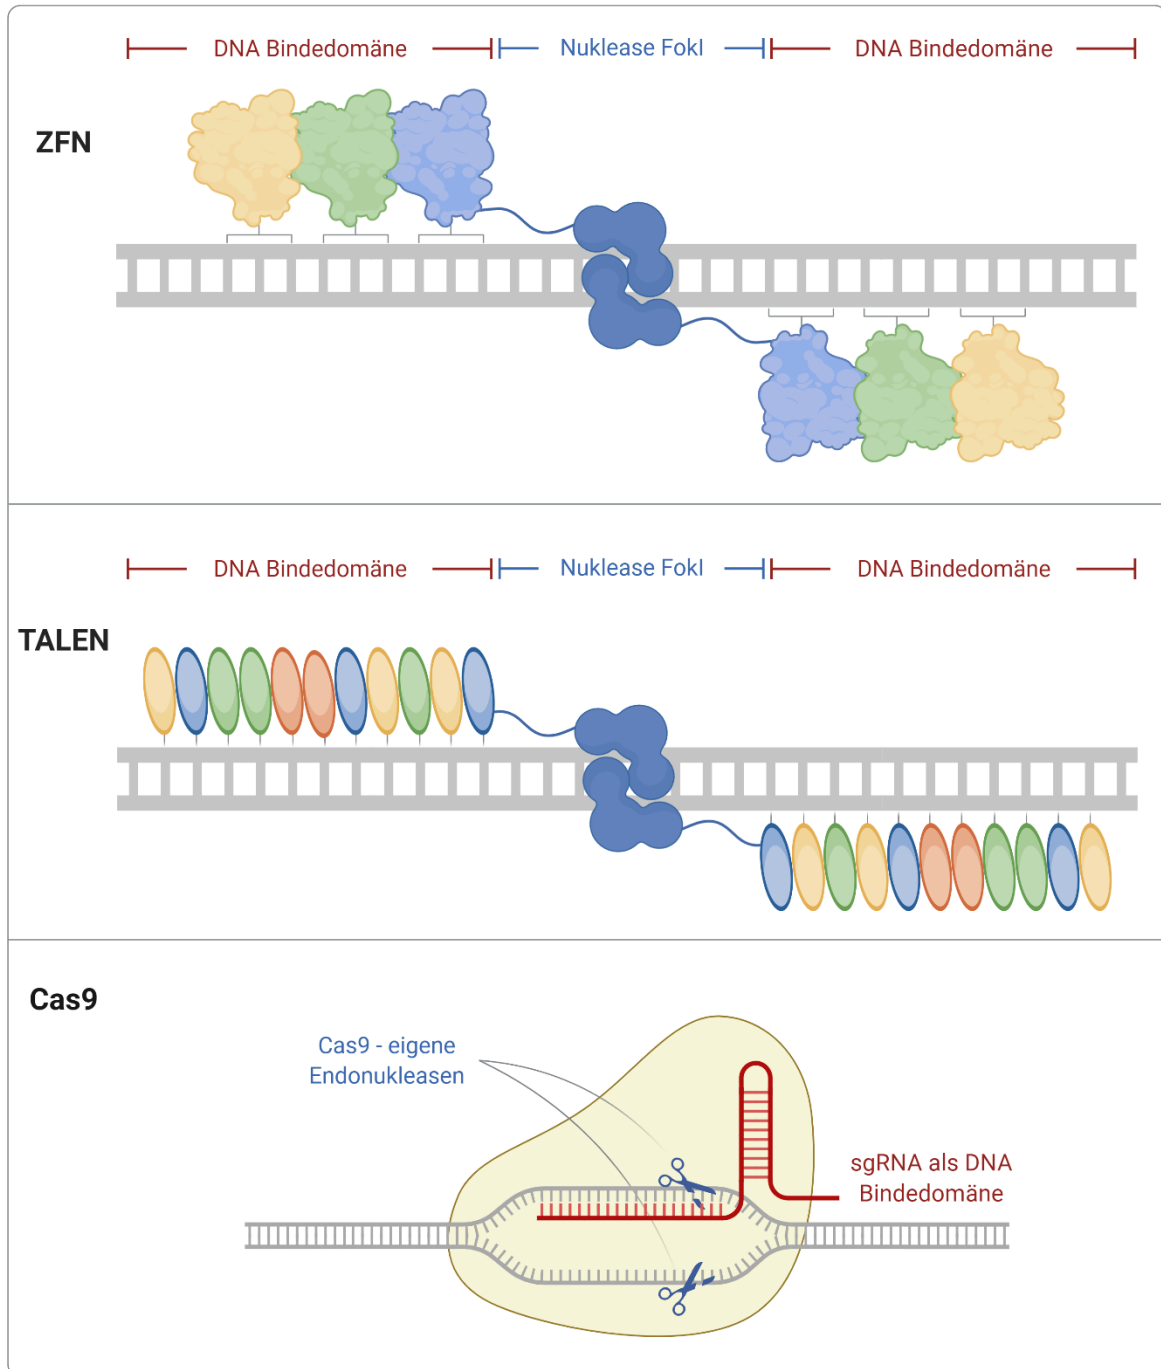 DNA Bindedomäne
Nuklease FokI
DNA Bindedomäne
ZFN
DNA Bindedomäne
Nuklease FokI
DNA Bindedomäne
TALEN
Cas9
Cas9 - eigene
Endonukleasen
sgRNA als DNA
Bindedomäne